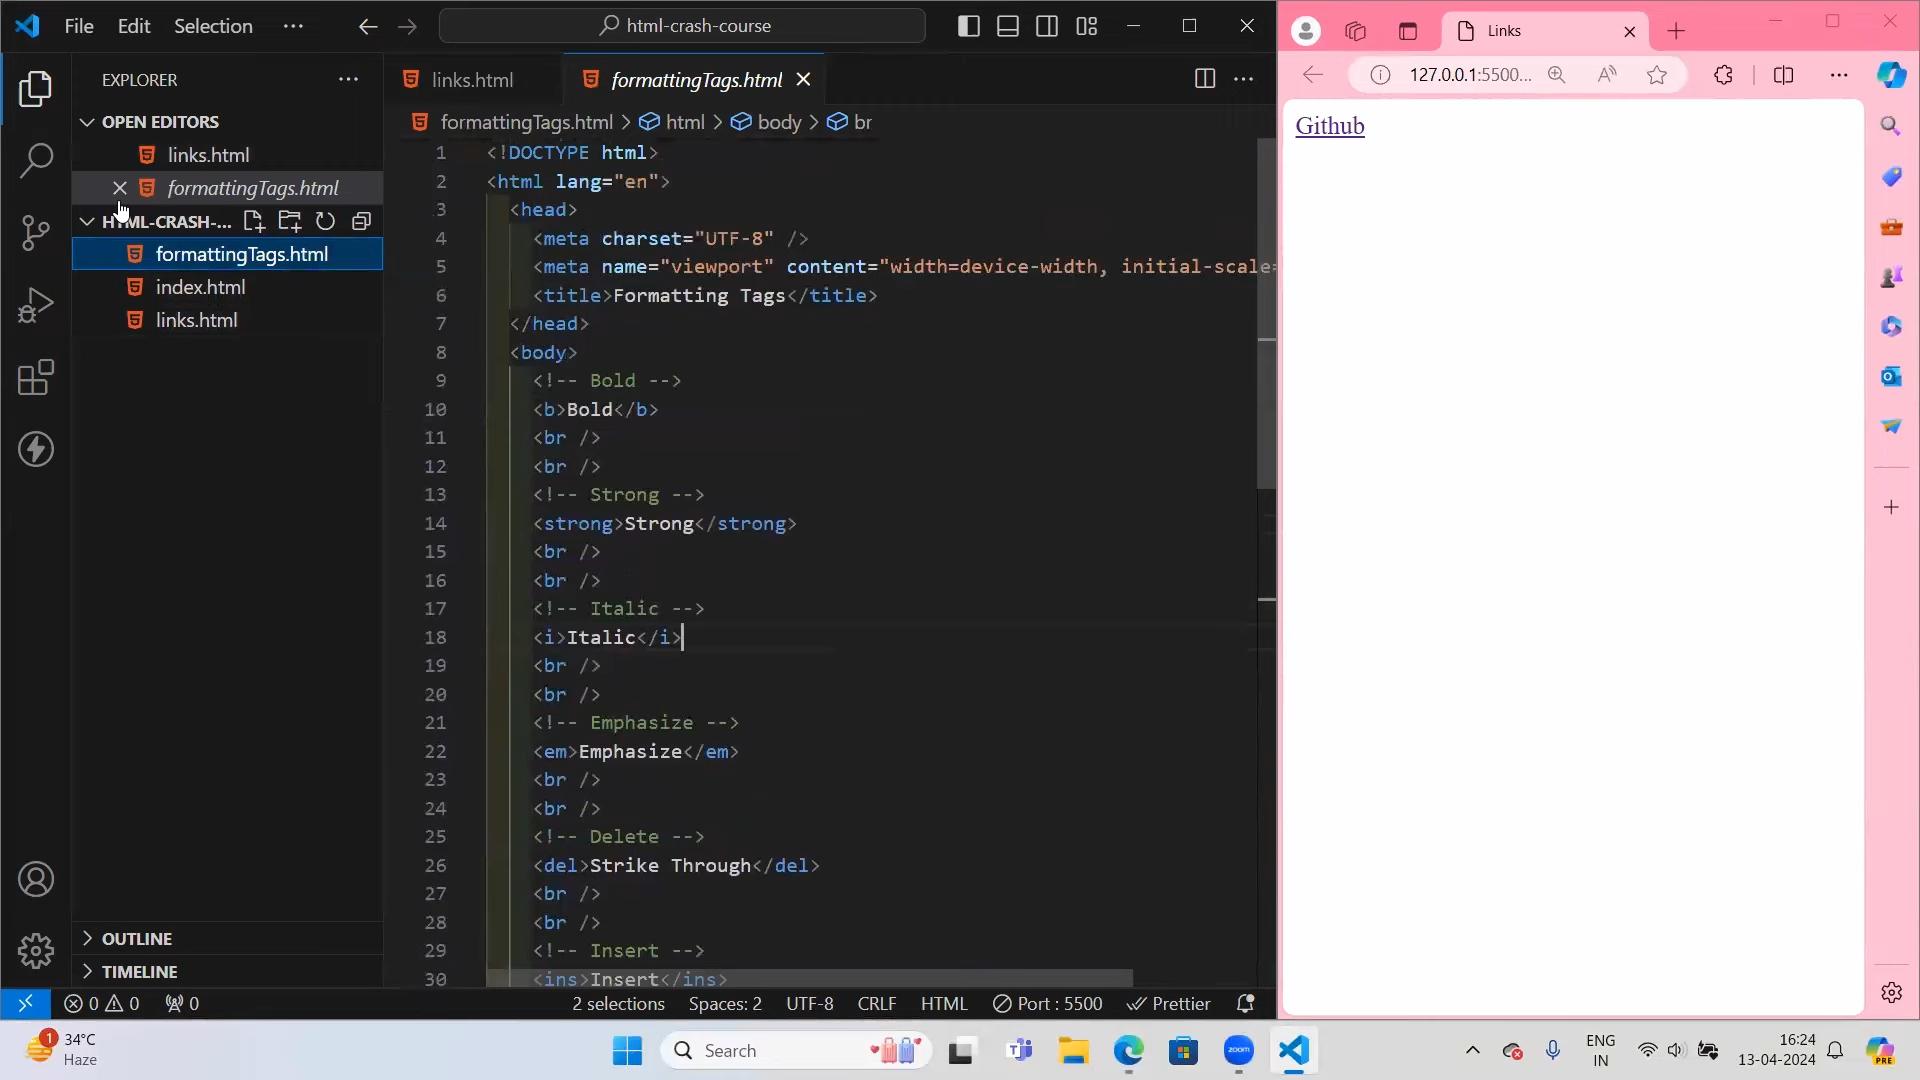 File Edit Selection ··· html-crash-course
EXPLORER
OPEN EDITORS
links.html
formattingTags.html
HTML-CRASH-...
formattingTags.html
index.html
links.html
OUTLINE
TIMELINE
links.html formattingTags.html
formattingTags.html > html > body > br
1 <!DOCTYPE html>
2 <html lang="en">
3 <head>
4 <meta charset="UTF-8" />
5 <meta name="viewport" content="width=device-width, initial-scale=
6 <title>Formatting Tags</title>
7 </head>
8 <body>
9 <!-- Bold -->
10 <b>Bold</b>
11 <br />
12 <br />
13 <!-- Strong -->
14 <strong>Strong</strong>
15 <br />
16 <br />
17 <!-- Italic -->
18 <i>Italic</i>
19 <br />
20 <br />
21 <!-- Emphasize -->
22 <em>Emphasize</em>
23 <br />
24 <br />
25 <!-- Delete -->
26 <del>Strike Through</del>
27 <br />
28 <br />
29 <!-- Insert -->
30 <ins>Insert</ins>
0 0 0 2 selections Spaces: 2 UTF-8 CRLF HTML Port : 5500 Prettier
Links
127.0.0.1:5500...
Github
1 34°C
Haze
Search
zoom
ENG
IN
16:24
13-04-2024
PRE